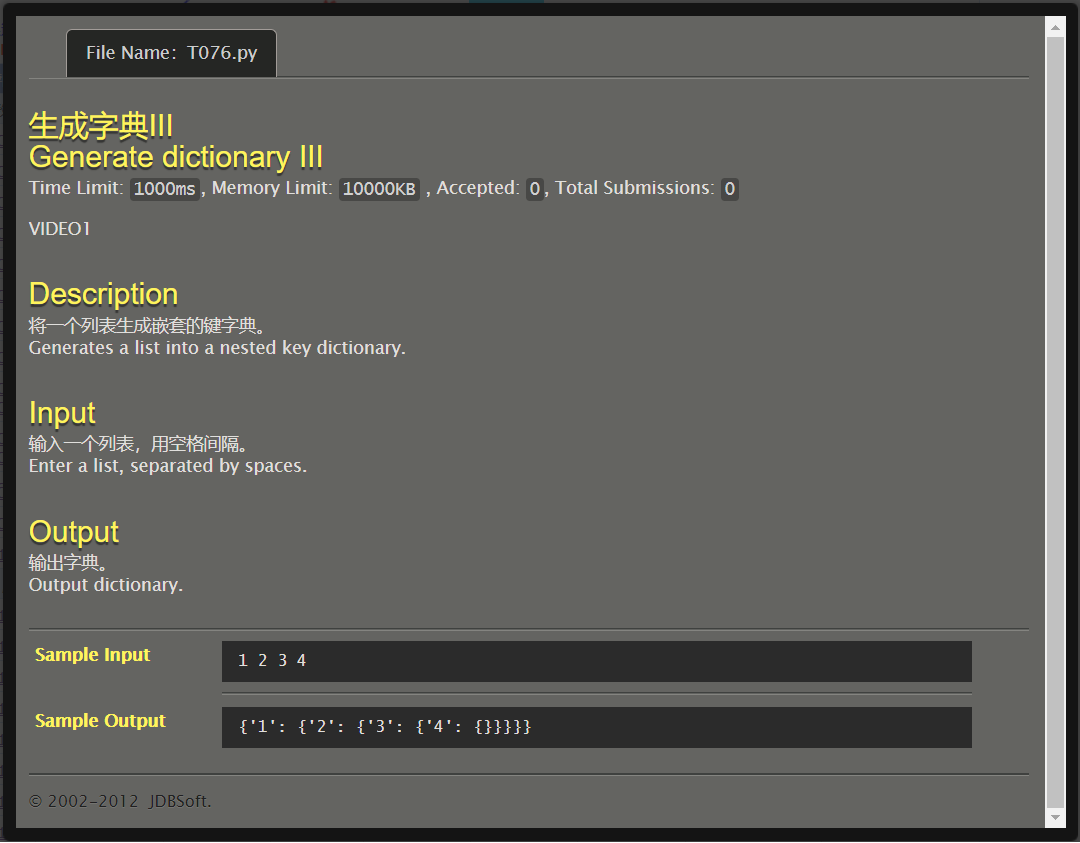 File Name：T076.py
生成字典III
Generate dictionary III
Time Limit: 1000ms, Memory Limit: 10000KB , Accepted: 0, Total Submissions: 0
VIDEO1
Description
将一个列表生成嵌套的键字典。
Generates a list into a nested key dictionary.
Input
输入一个列表，用空格间隔。
Enter a list, separated by spaces.
Output
输出字典。
Output dictionary.
Sample Input
1 2 3 4
Sample Output
{'1': {'2': {'3': {'4': {}}}}}
© 2002-2012 JDBSoft.